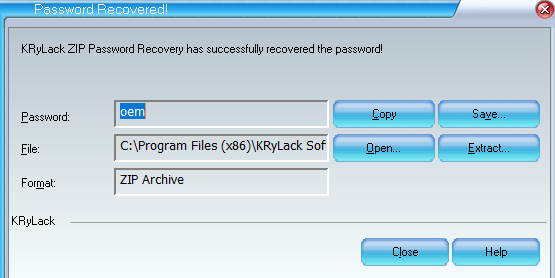 Password Recovered!
KRyLack ZIP Password Recovery has successfully recovered the password!
Password: oem Copy Save...
File: C:\Program Files (x86)\KRyLack Sof Open... Extract...
Format: ZIP Archive
KRyLack
Close Help